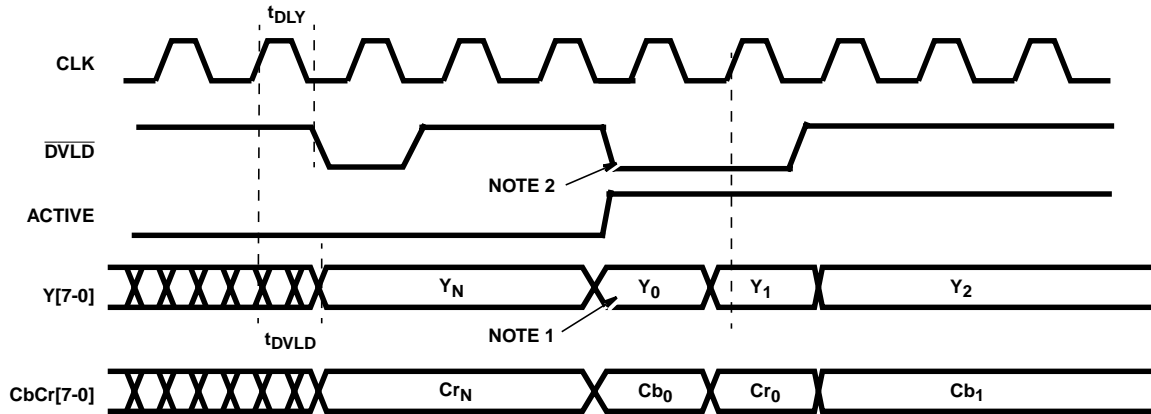 tDLY
CLK
DVLD
NOTE 2
ACTIVE
Y[7-0] YN Y0 Y1 Y2
NOTE 1
tDVLD
CbCr[7-0] CrN Cb0 Cr0 Cb1